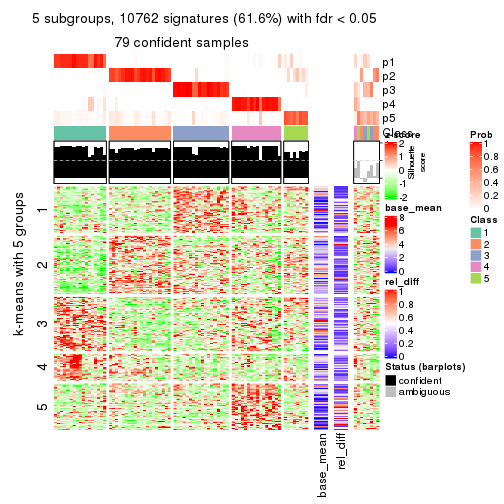 5 subgroups, 10762 signatures (61.6%) with fdr < 0.05
79 confident samples
p1
p2
p3
p4
p5
Class
Silhouette
score
k-means with 5 groups
1
2
3
4
5
base_mean
rel_diff
z-score
2
1
0
-1
-2
base_mean
8
6
4
2
0
rel_diff
1
0.8
0.6
0.4
0.2
0
Status (barplots)
confident
ambiguous
Prob
1
0.8
0.6
0.4
0.2
0
Class
1
2
3
4
5